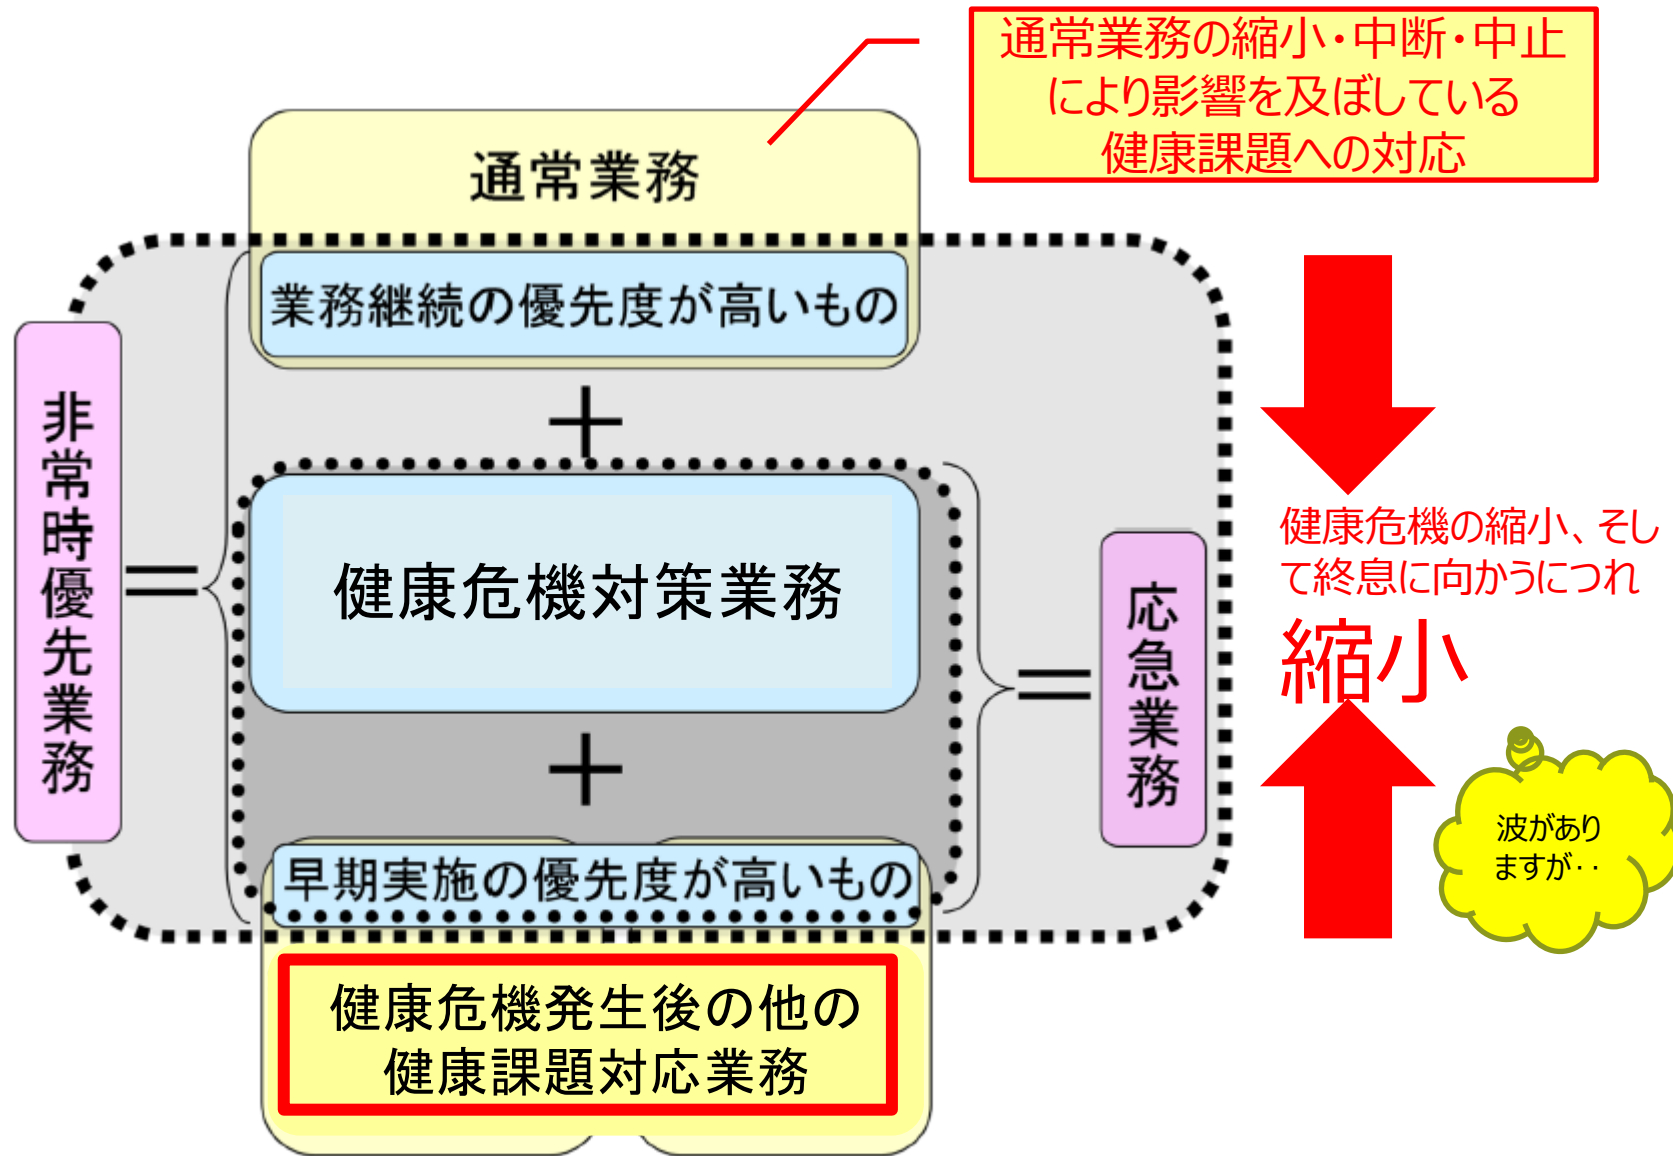 通常業務の縮小・中断・中止
により影響を及ぼしている
健康課題への対応
通常業務
業務継続の優先度が高いもの
＋
非常時優先業務
＝
健康危機対策業務
＝
応急業務
＋
早期実施の優先度が高いもの
健康危機発生後の他の
健康課題対応業務
健康危機の縮小、そし
て終息に向かうにつれ
縮小
波があり
ますが‥